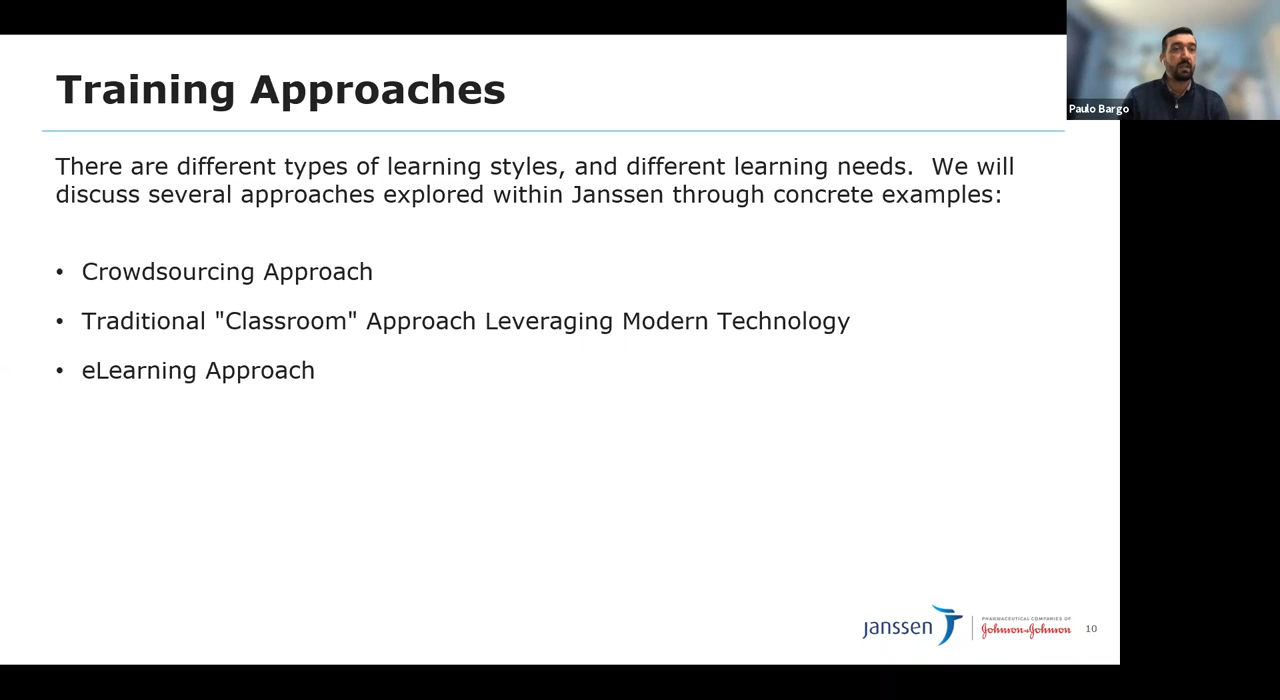 Training Approaches
Paulo Bargo
There are different types of learning styles, and different learning needs.  We will
discuss several approaches explored within Janssen through concrete examples:
• Crowdsourcing Approach
• Traditional "Classroom" Approach Leveraging Modern Technology
• eLearning Approach
janssen
PHARMACEUTICAL COMPANIES OF
Johnson & Johnson
10